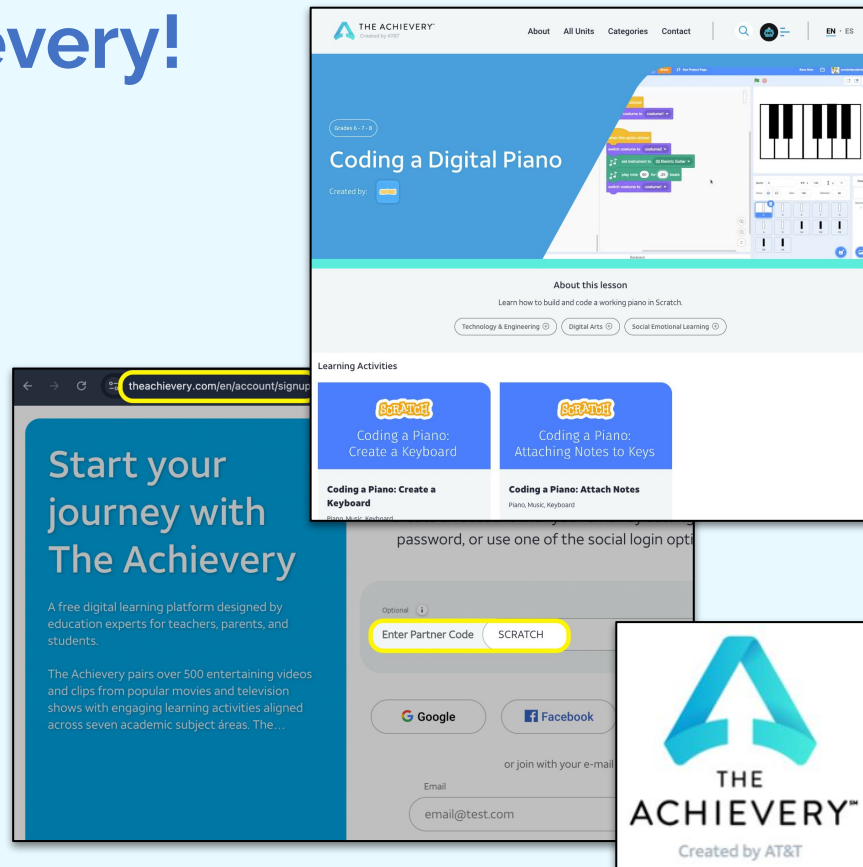 every!
THE ACHIEVERY℠
Created by AT&T
About All Units Categories Contact EN · ES
Grades 6 - 7 - 8
Coding a Digital Piano
Created by:
About this lesson
Learn how to build and code a working piano in Scratch.
Technology & Engineering Digital Arts Social Emotional Learning
Learning Activities
SCRATCH
Coding a Piano:
Create a Keyboard
SCRATCH
Coding a Piano:
Attaching Notes to Keys
Coding a Piano: Create a
Keyboard
Piano, Music, Keyboard
Coding a Piano: Attach Notes
Piano, Music, Keyboard
theachievery.com/en/account/signup
Start your
journey with
The Achievery
A free digital learning platform designed by
education experts for teachers, parents, and
students.
The Achievery pairs over 500 entertaining videos
and clips from popular movies and television
shows with engaging learning activities aligned
across seven academic subject áreas. The…
password, or use one of the social login opti
Optional
Enter Partner Code SCRATCH
Google Facebook
or join with your e-mail
Email
email@test.com
THE
ACHIEVERY℠
Created by AT&T